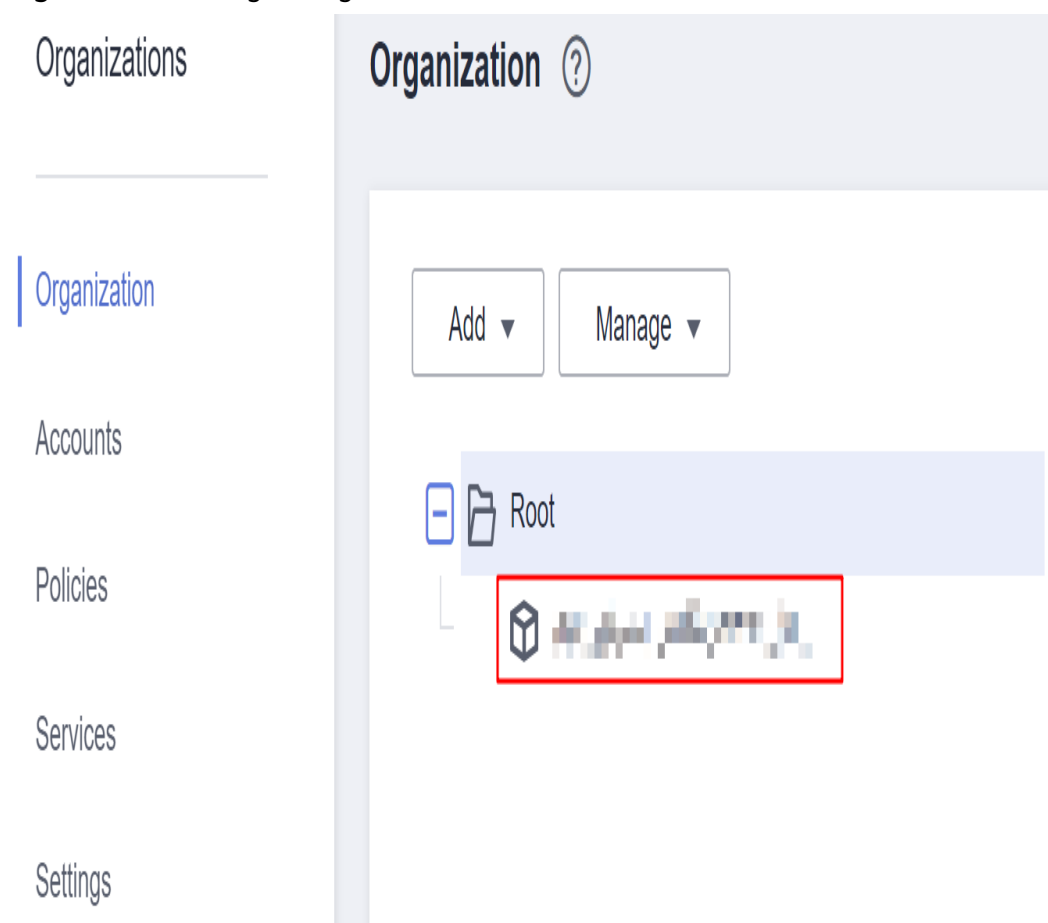 Organizations
Organization
Accounts
Policies
Services
Settings
Organization ?
Add
Manage
Root